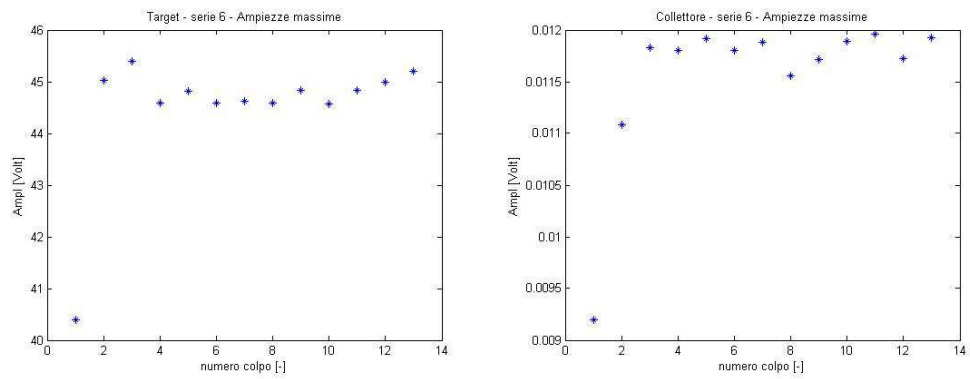 Target - serie 6 - Ampiezze massime
46
45
44
43
42
41
40
Ampl [Volt]
0 2 4 6 8 10 12 14
numero colpo [-]
Collettore - serie 6 - Ampiezze massime
0.012
0.0115
0.011
0.0105
0.01
0.0095
0.009
Ampl [Volt]
0 2 4 6 8 10 12 14
numero colpo [-]